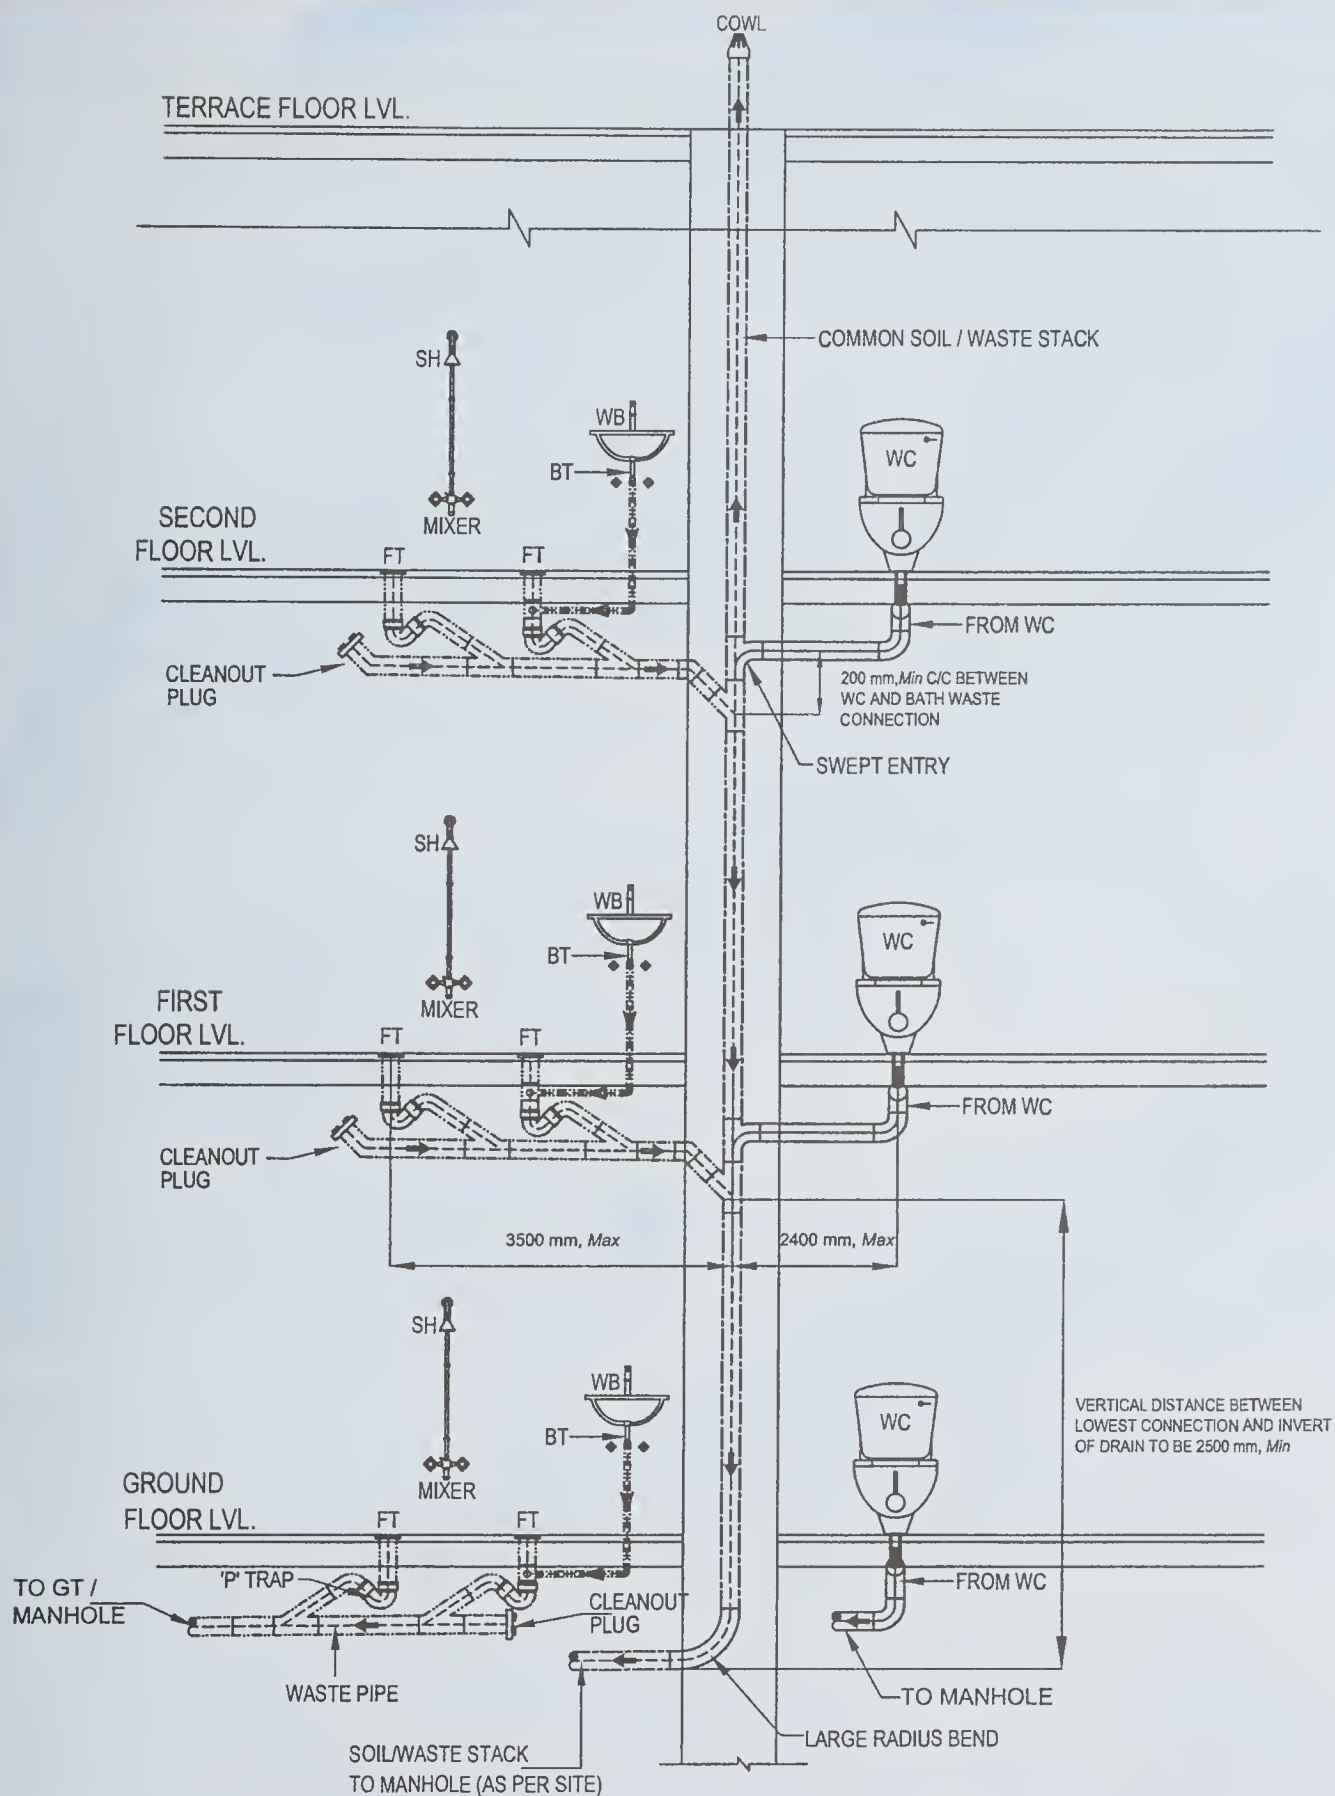 COWL
TERRACE FLOOR LVL.
COMMON SOIL / WASTE STACK
SH
WB
BT
WC
MIXER
SECOND
FLOOR LVL.
FT
FT
FROM WC
CLEANOUT
PLUG
200 mm, Min C/C BETWEEN
WC AND BATH WASTE
CONNECTION
SWEPT ENTRY
SH
WB
BT
WC
MIXER
FIRST
FLOOR LVL.
FT
FT
FROM WC
CLEANOUT
PLUG
3500 mm, Max
2400 mm, Max
SH
WB
BT
WC
VERTICAL DISTANCE BETWEEN
LOWEST CONNECTION AND INVERT
OF DRAIN TO BE 2500 mm, Min
MIXER
GROUND
FLOOR LVL.
FT
FT
TO GT /
MANHOLE
'P' TRAP
CLEANOUT
PLUG
FROM WC
WASTE PIPE
TO MANHOLE
LARGE RADIUS BEND
SOIL/WASTE STACK
TO MANHOLE (AS PER SITE)